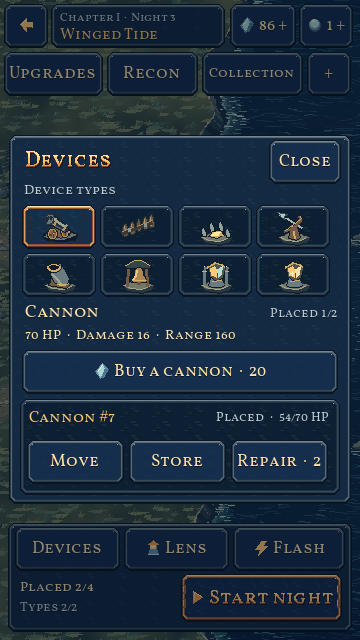 Chapter I · Night 3
Winged Tide
86 +
1 +
Upgrades
Recon
Collection
+
Devices
Close
Device types
Cannon
Placed 1/2
70 HP · Damage 16 · Range 160
Buy a cannon · 20
Cannon #7
Placed · 54/70 HP
Move
Store
Repair · 2
Devices
Lens
Flash
Placed 2/4
Types 2/2
Start night